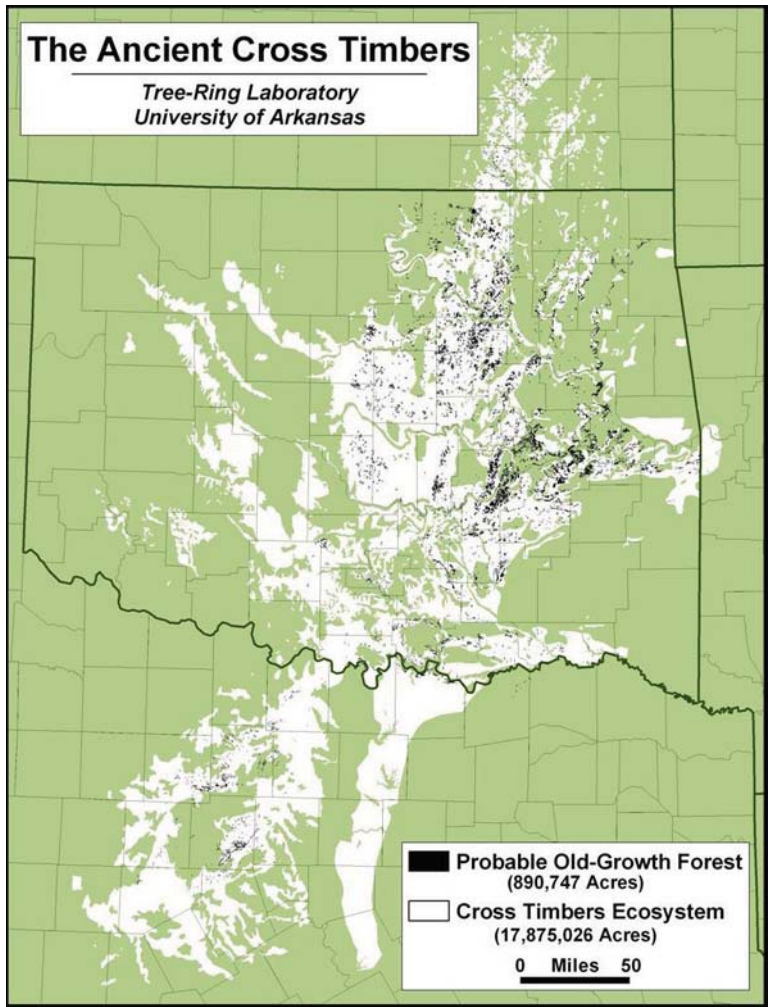 The Ancient Cross Timbers
Tree-Ring Laboratory
University of Arkansas
Probable Old-Growth Forest
(890,747 Acres)
Cross Timbers Ecosystem
(17,875,026 Acres)
0 Miles 50